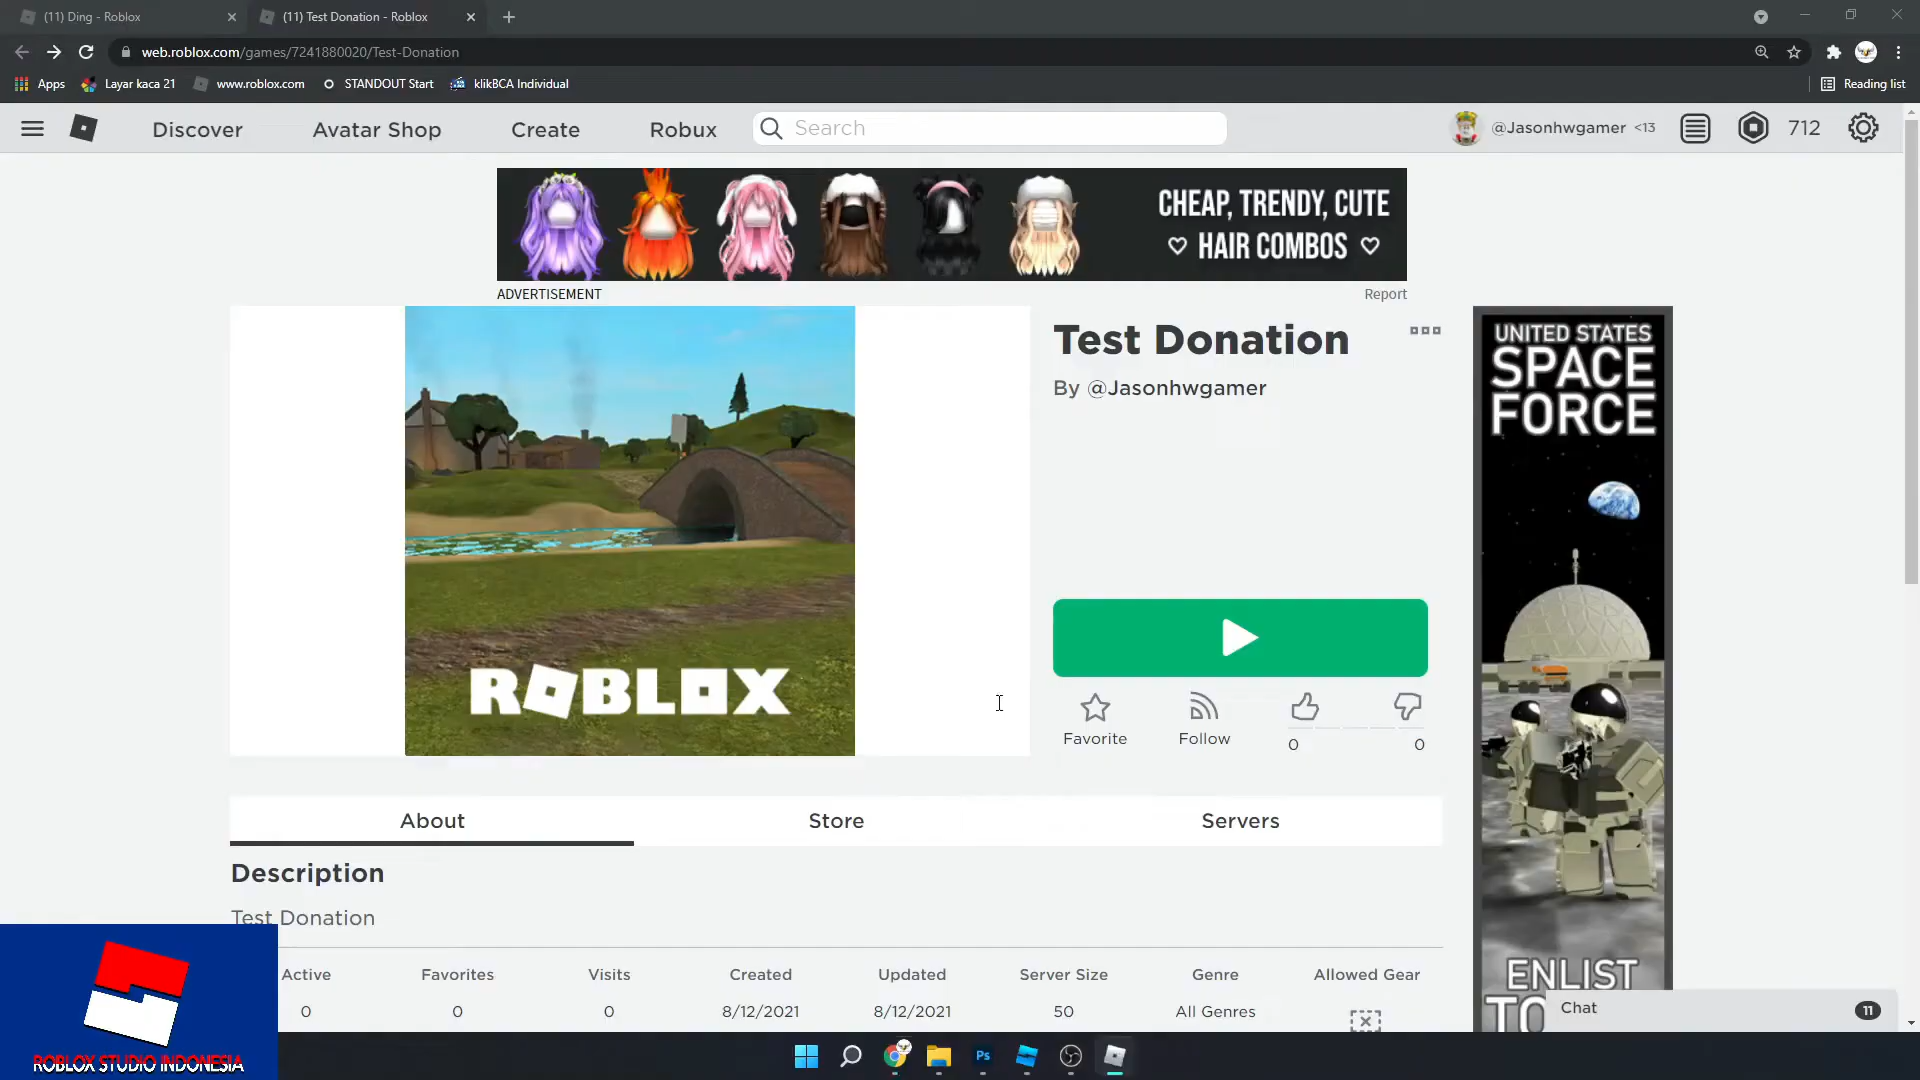 (11) Ding - Roblox
(11) Test Donation - Roblox
web.roblox.com/games/7241880020/Test-Donation
Apps
Layar kaca 21
www.roblox.com
STANDOUT Start
klikBCA Individual
Reading list
Discover
Avatar Shop
Create
Robux
Search
@Jasonhwgamer <13
712
CHEAP, TRENDY, CUTE
♡ HAIR COMBOS ♡
ADVERTISEMENT
Report
Test Donation
By @Jasonhwgamer
ROBLOX
UNITED STATES
SPACE
FORCE
Favorite
Follow
0
0
About
Store
Servers
Description
Test Donation
Active
Favorites
Visits
Created
Updated
Server Size
Genre
Allowed Gear
0
0
0
8/12/2021
8/12/2021
50
All Genres
ENLIST
TO
Chat
11
ROBLOX STUDIO INDONESIA
Ps